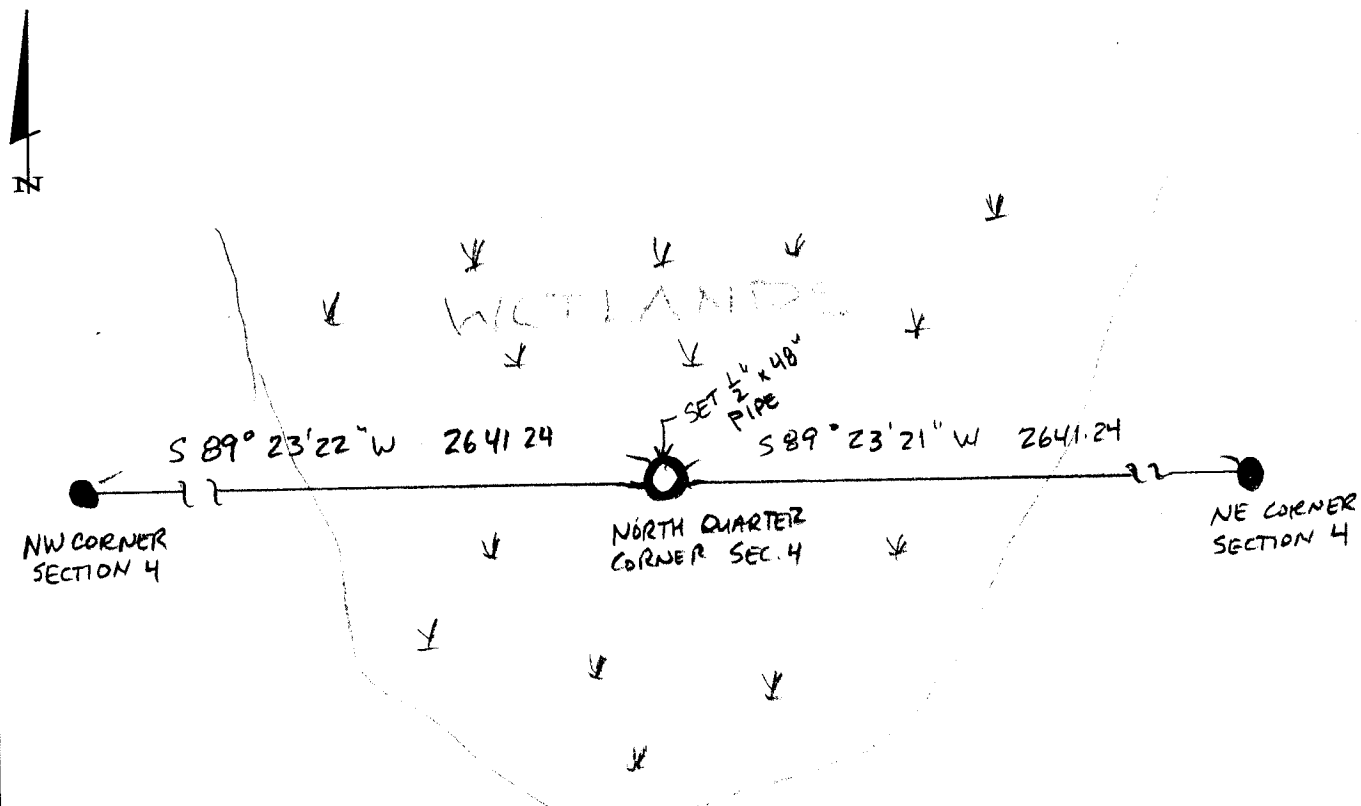 N
WETLANDS
SET 1/2" x 48"
PIPE
S 89° 23' 22" W 2641 24
S 89° 23' 21" W 2641.24
NW CORNER
SECTION 4
NORTH QUARTER
CORNER SEC. 4
NE CORNER
SECTION 4